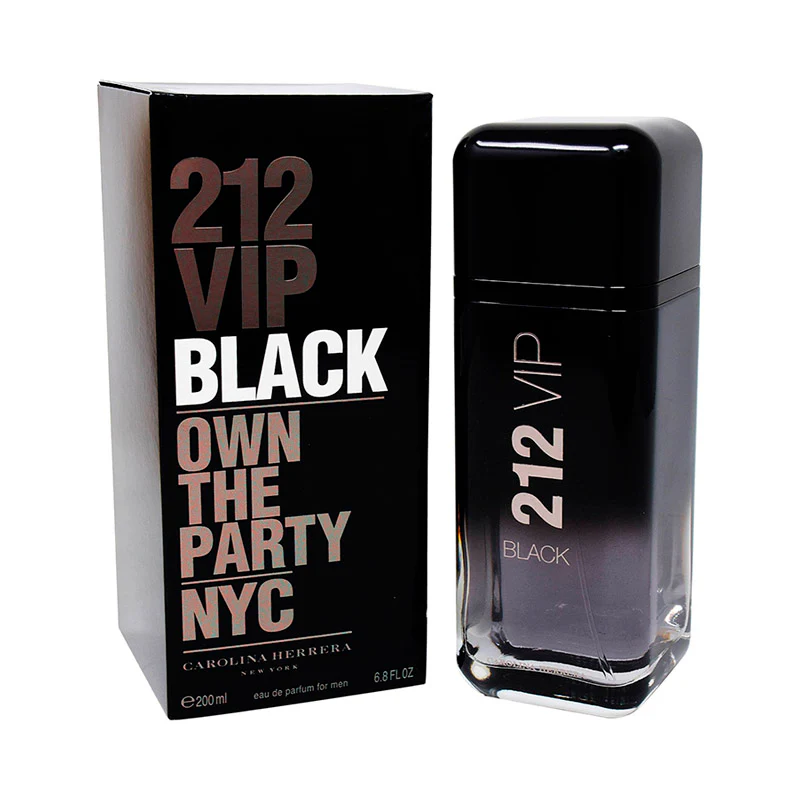 212
VIP
BLACK
OWN
THE
PARTY
NYC
CAROLINA HERRERA
NEW YORK
℮200ml
eau de parfum for men
6.8 FL OZ
212 VIP
BLACK